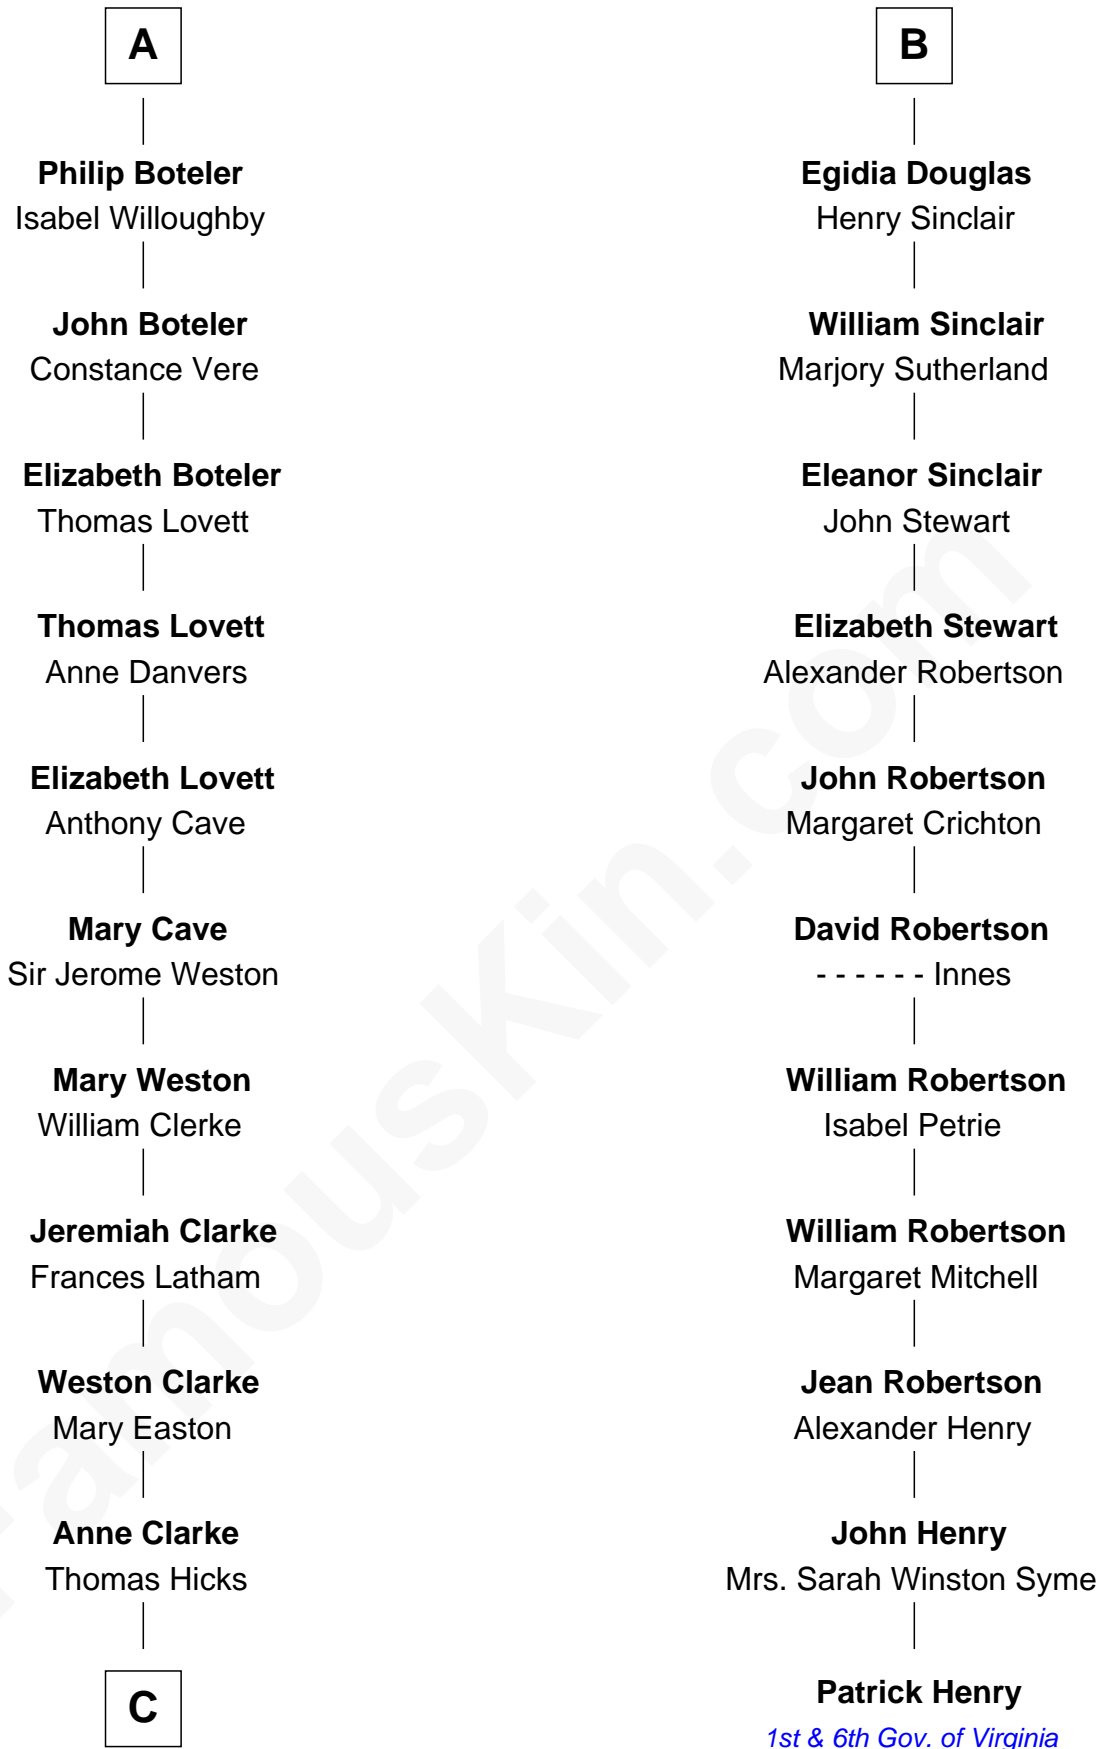 A
Philip Boteler
Isabel Willoughby
John Boteler
Constance Vere
Elizabeth Boteler
Thomas Lovett
Thomas Lovett
Anne Danvers
Elizabeth Lovett
Anthony Cave
Mary Cave
Sir Jerome Weston
Mary Weston
William Clerke
Jeremiah Clarke
Frances Latham
Weston Clarke
Mary Easton
Anne Clarke
Thomas Hicks
C
B
Egidia Douglas
Henry Sinclair
William Sinclair
Marjory Sutherland
Eleanor Sinclair
John Stewart
Elizabeth Stewart
Alexander Robertson
John Robertson
Margaret Crichton
David Robertson
- - - - - - Innes
William Robertson
Isabel Petrie
William Robertson
Margaret Mitchell
Jean Robertson
Alexander Henry
John Henry
Mrs. Sarah Winston Syme
Patrick Henry
1st & 6th Gov. of Virginia
FamousKin.com